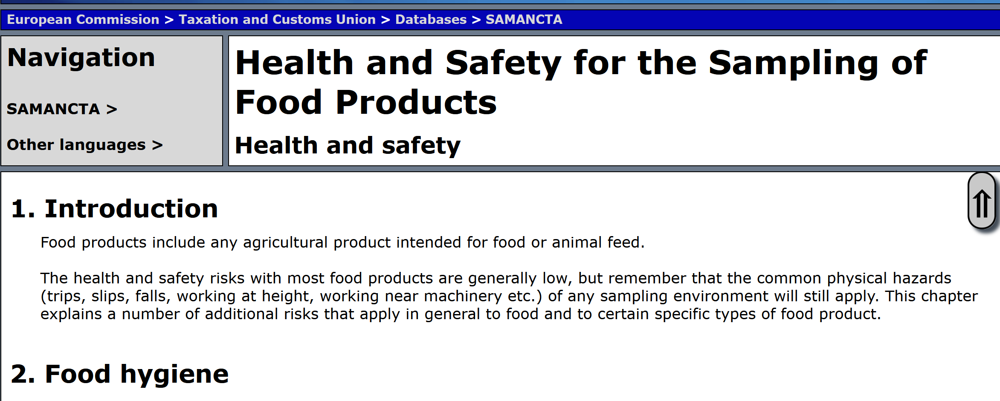 European Commission > Taxation and Customs Union > Databases > SAMANCTA
Navigation
SAMANCTA >
Other languages >
Health and Safety for the Sampling of
Food Products
Health and safety
1. Introduction
Food products include any agricultural product intended for food or animal feed.
The health and safety risks with most food products are generally low, but remember that the common physical hazards
(trips, slips, falls, working at height, working near machinery etc.) of any sampling environment will still apply. This chapter
explains a number of additional risks that apply in general to food and to certain specific types of food product.
⇑
2. Food hygiene